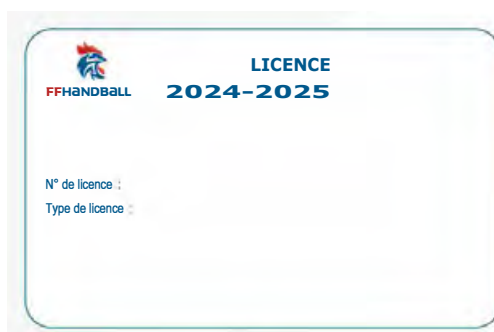 LICENCE
FFHANDBALL 2024-2025
N° de licence :
Type de licence :